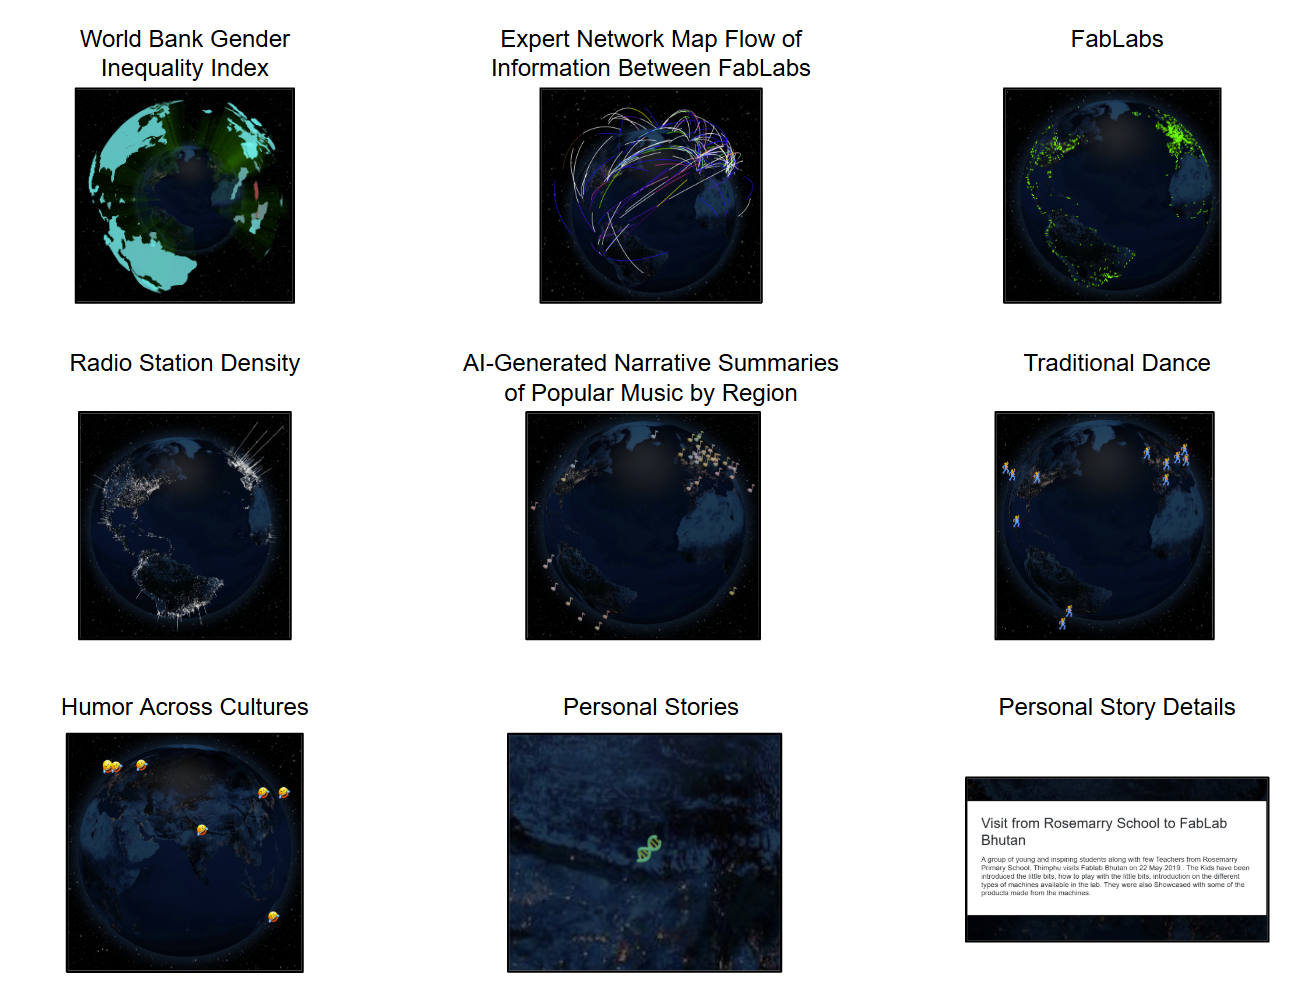 World Bank Gender
Inequality Index
Expert Network Map Flow of
Information Between FabLabs
FabLabs
Radio Station Density
AI-Generated Narrative Summaries
of Popular Music by Region
Traditional Dance
Humor Across Cultures
Personal Stories
Personal Story Details
Visit from Rosemarry School to FabLab
Bhutan
A group of young and inspiring students along with few Teachers from Rosemarry
Primary School, Thimphu visits Fablab Bhutan on 22 May 2019 . The Kids have been
introduced the little bits, how to play with the little bits, introduction on the different
types of machines available in the lab. They were also Showcased with some of the
products made from the machines.